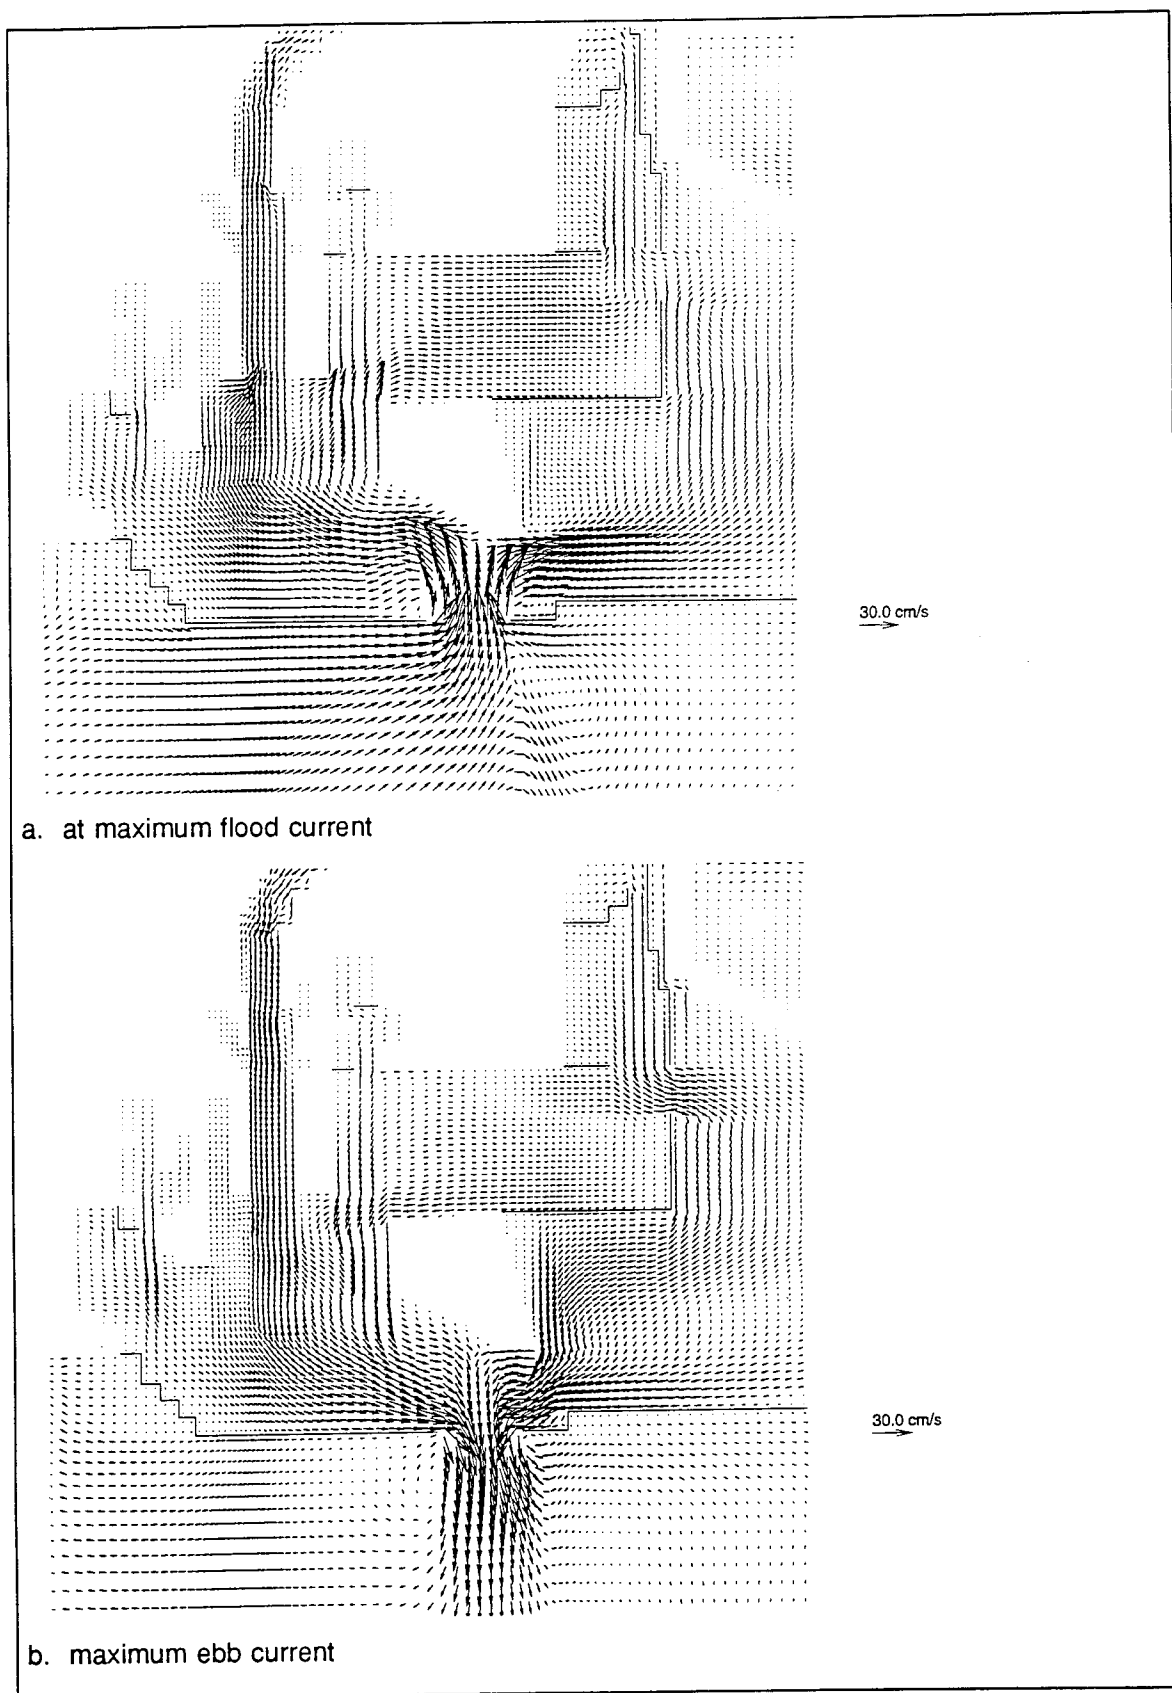 30.0 cm/s
a. at maximum flood current
30.0 cm/s
b. maximum ebb current